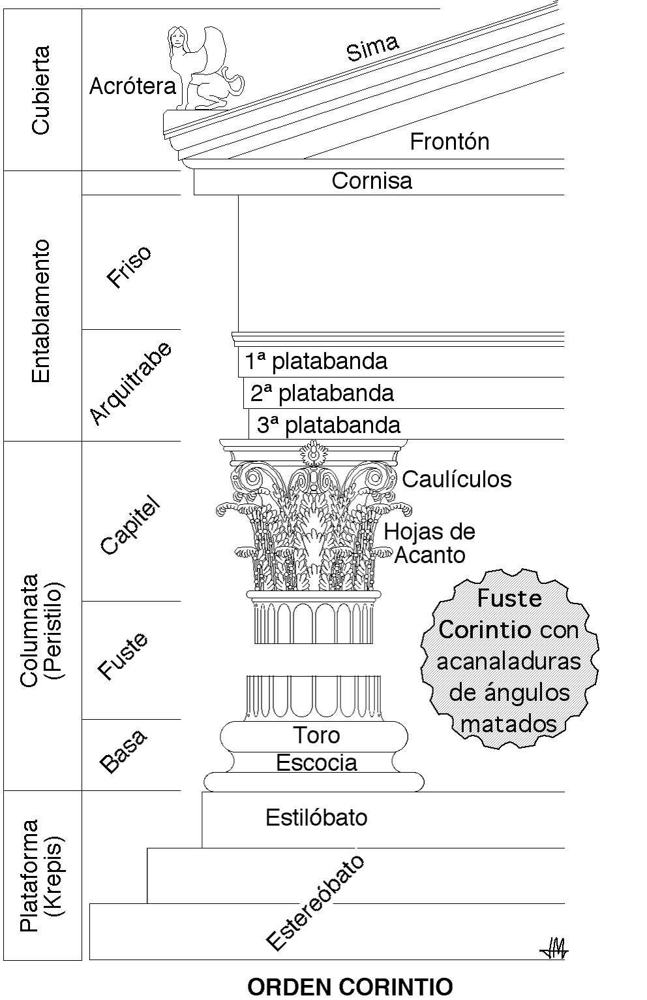 Cubierta
Acrótera
Sima
Frontón
Cornisa
Entablamento
Friso
Arquitrabe
1ª platabanda
2ª platabanda
3ª platabanda
Columnata
(Peristilo)
Capitel
Caulículos
Hojas de
Acanto
Fuste
Fuste
Corintio con
acanaladuras
de ángulos
matados
Basa
Toro
Escocia
Plataforma
(Krepis)
Estilóbato
Estereóbato
ORDEN CORINTIO